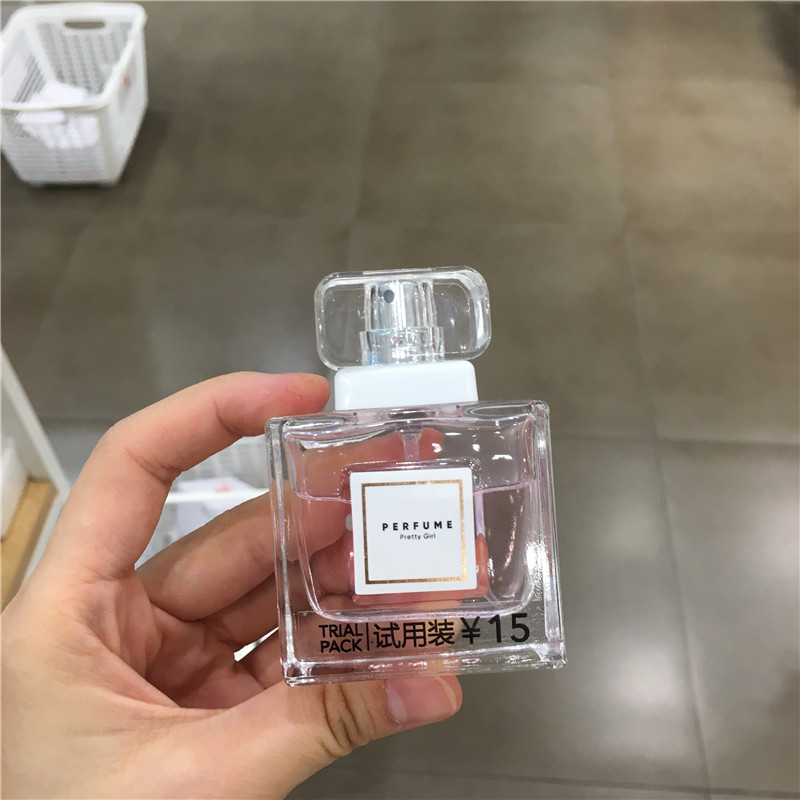 PERFUME
Pretty Girl
TRIAL
PACK
试用装¥15